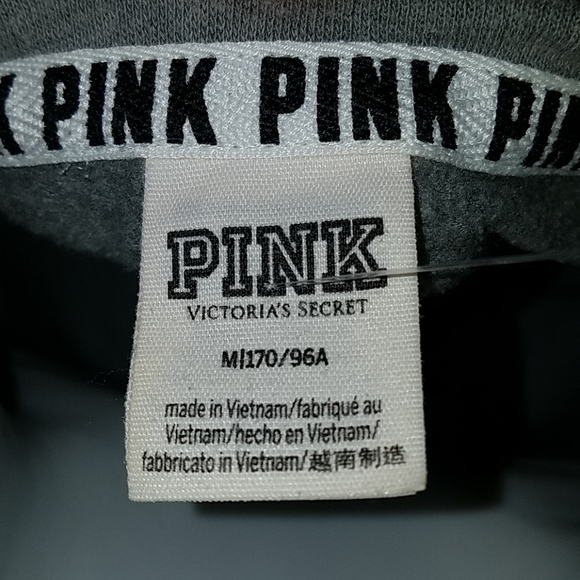 K PINK PINK PIN
PINK
VICTORIA'S SECRET
M|170/96A
made in Vietnam/fabriqué au
Vietnam/hecho en Vietnam/
fabbricato in Vietnam/越南制造